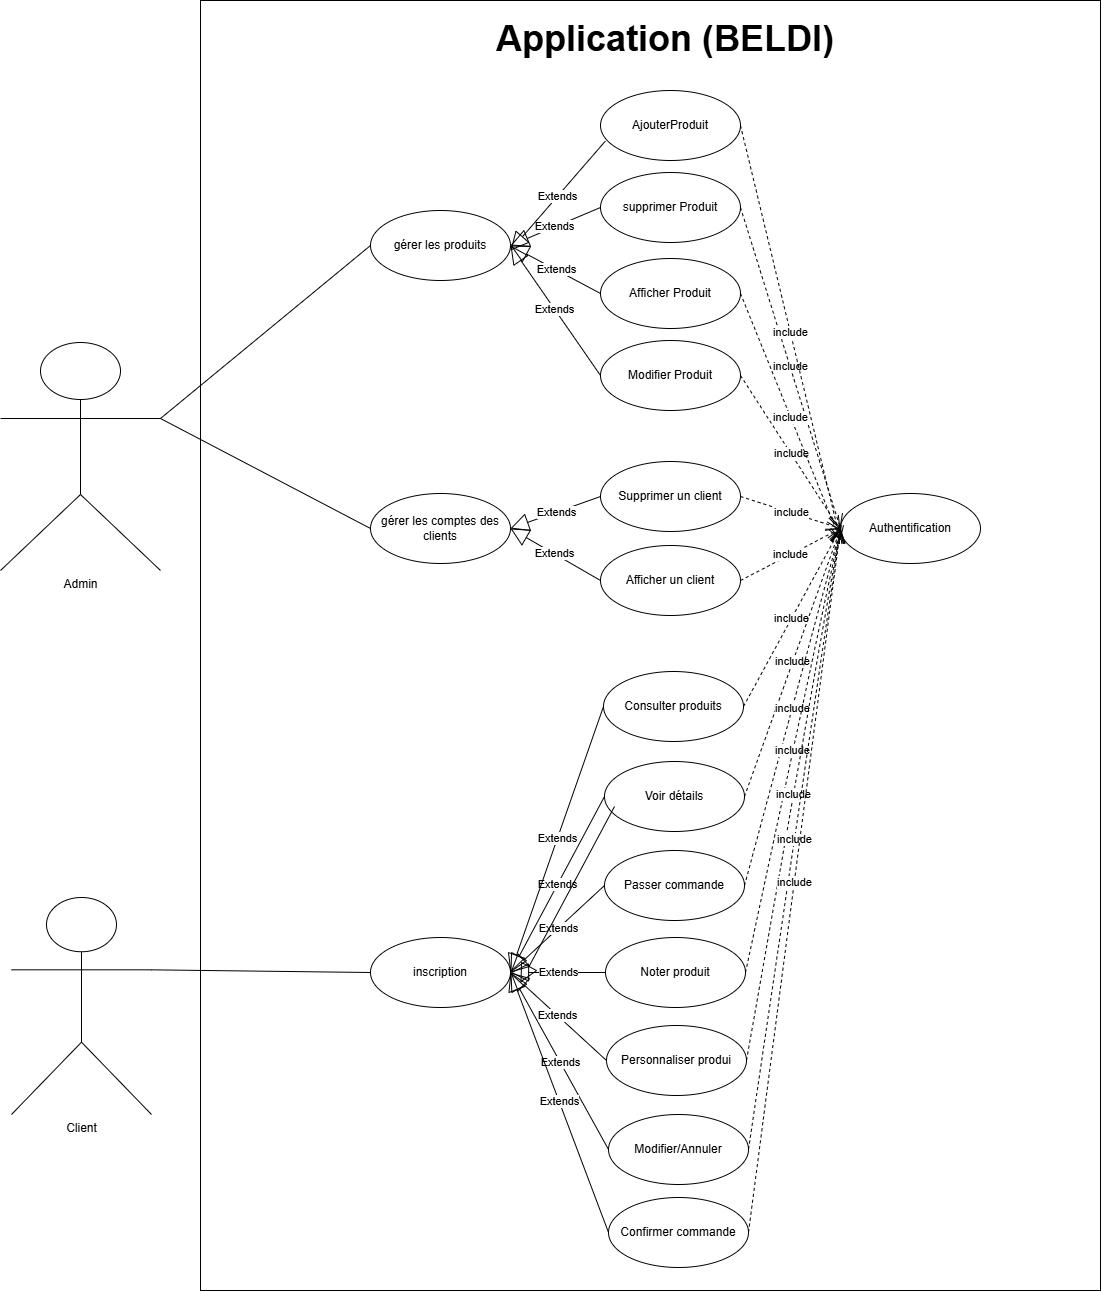 Application (BELDI)
AjouterProduit
Extends
supprimer Produit
Extends
gérer les produits
Extends
Afficher Produit
Extends
include
include
Modifier Produit
include
include
Supprimer un client
Extends
include
gérer les comptes des
clients
Authentification
Extends
include
Afficher un client
Admin
include
include
Consulter produits
include
include
Voir détails
include
Extends
include
Extends
Passer commande
include
Extends
inscription
Extends
Noter produit
Extends
Personnaliser produi
Extends
Extends
Client
Modifier/Annuler
Confirmer commande